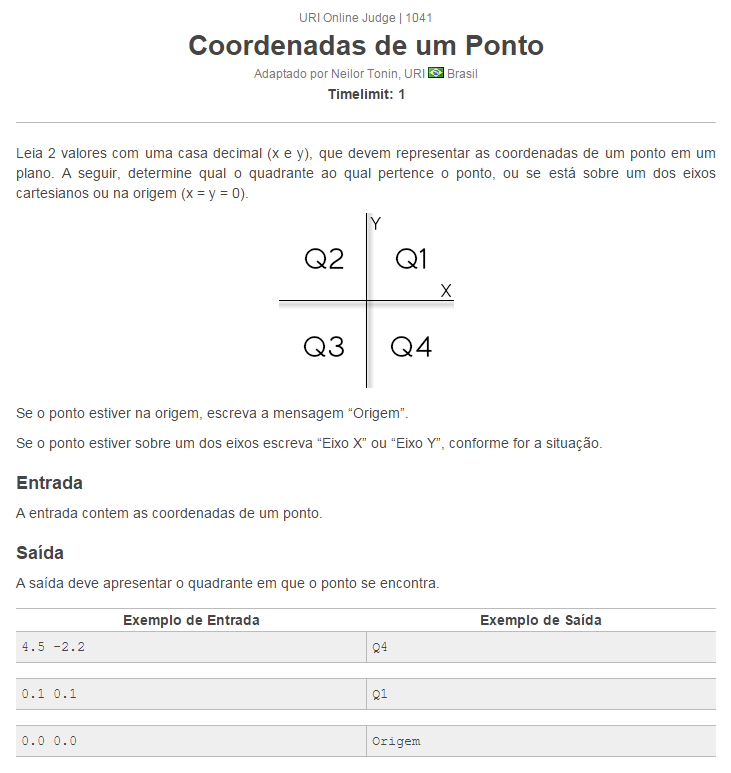 URI Online Judge | 1041
Coordenadas de um Ponto
Adaptado por Neilor Tonin, URI Brasil
Timelimit: 1
Leia 2 valores com uma casa decimal (x e y), que devem representar as coordenadas de um ponto em um
plano. A seguir, determine qual o quadrante ao qual pertence o ponto, ou se está sobre um dos eixos
cartesianos ou na origem (x = y = 0).
Y
Q2 Q1
X
Q3 Q4
Se o ponto estiver na origem, escreva a mensagem “Origem”.
Se o ponto estiver sobre um dos eixos escreva “Eixo X” ou “Eixo Y”, conforme for a situação.
Entrada
A entrada contem as coordenadas de um ponto.
Saída
A saída deve apresentar o quadrante em que o ponto se encontra.
Exemplo de Entrada Exemplo de Saída
4.5 -2.2 Q4
0.1 0.1 Q1
0.0 0.0 Origem